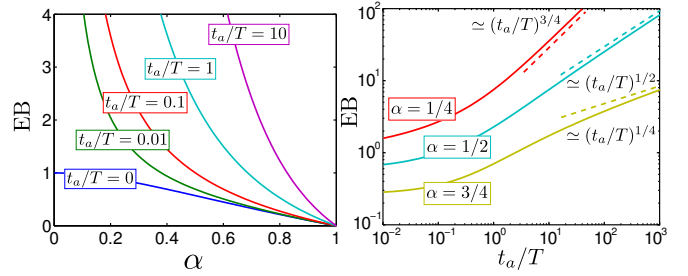 4
3
2
1
0
EB
t_a/T = 10
t_a/T = 1
t_a/T = 0.1
t_a/T = 0.01
t_a/T = 0
0 0.2 0.4 0.6 0.8 1
α
10^2
10^1
10^0
10^{-1}
EB
≃ (t_a/T)^{3/4}
≃ (t_a/T)^{1/2}
≃ (t_a/T)^{1/4}
α = 1/4
α = 1/2
α = 3/4
10^{-2} 10^{-1} 10^0 10^1 10^2 10^3
t_a/T